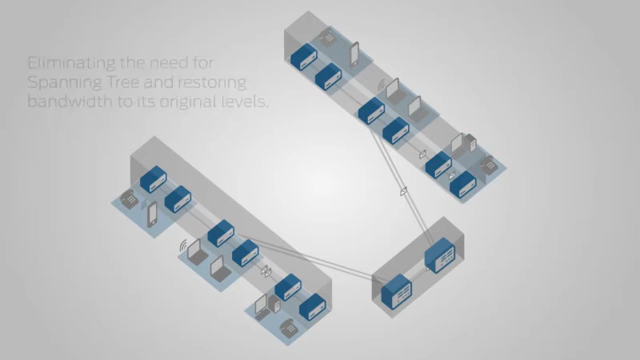 Eliminating the need for
Spanning Tree and restoring
bandwidth to its original levels.